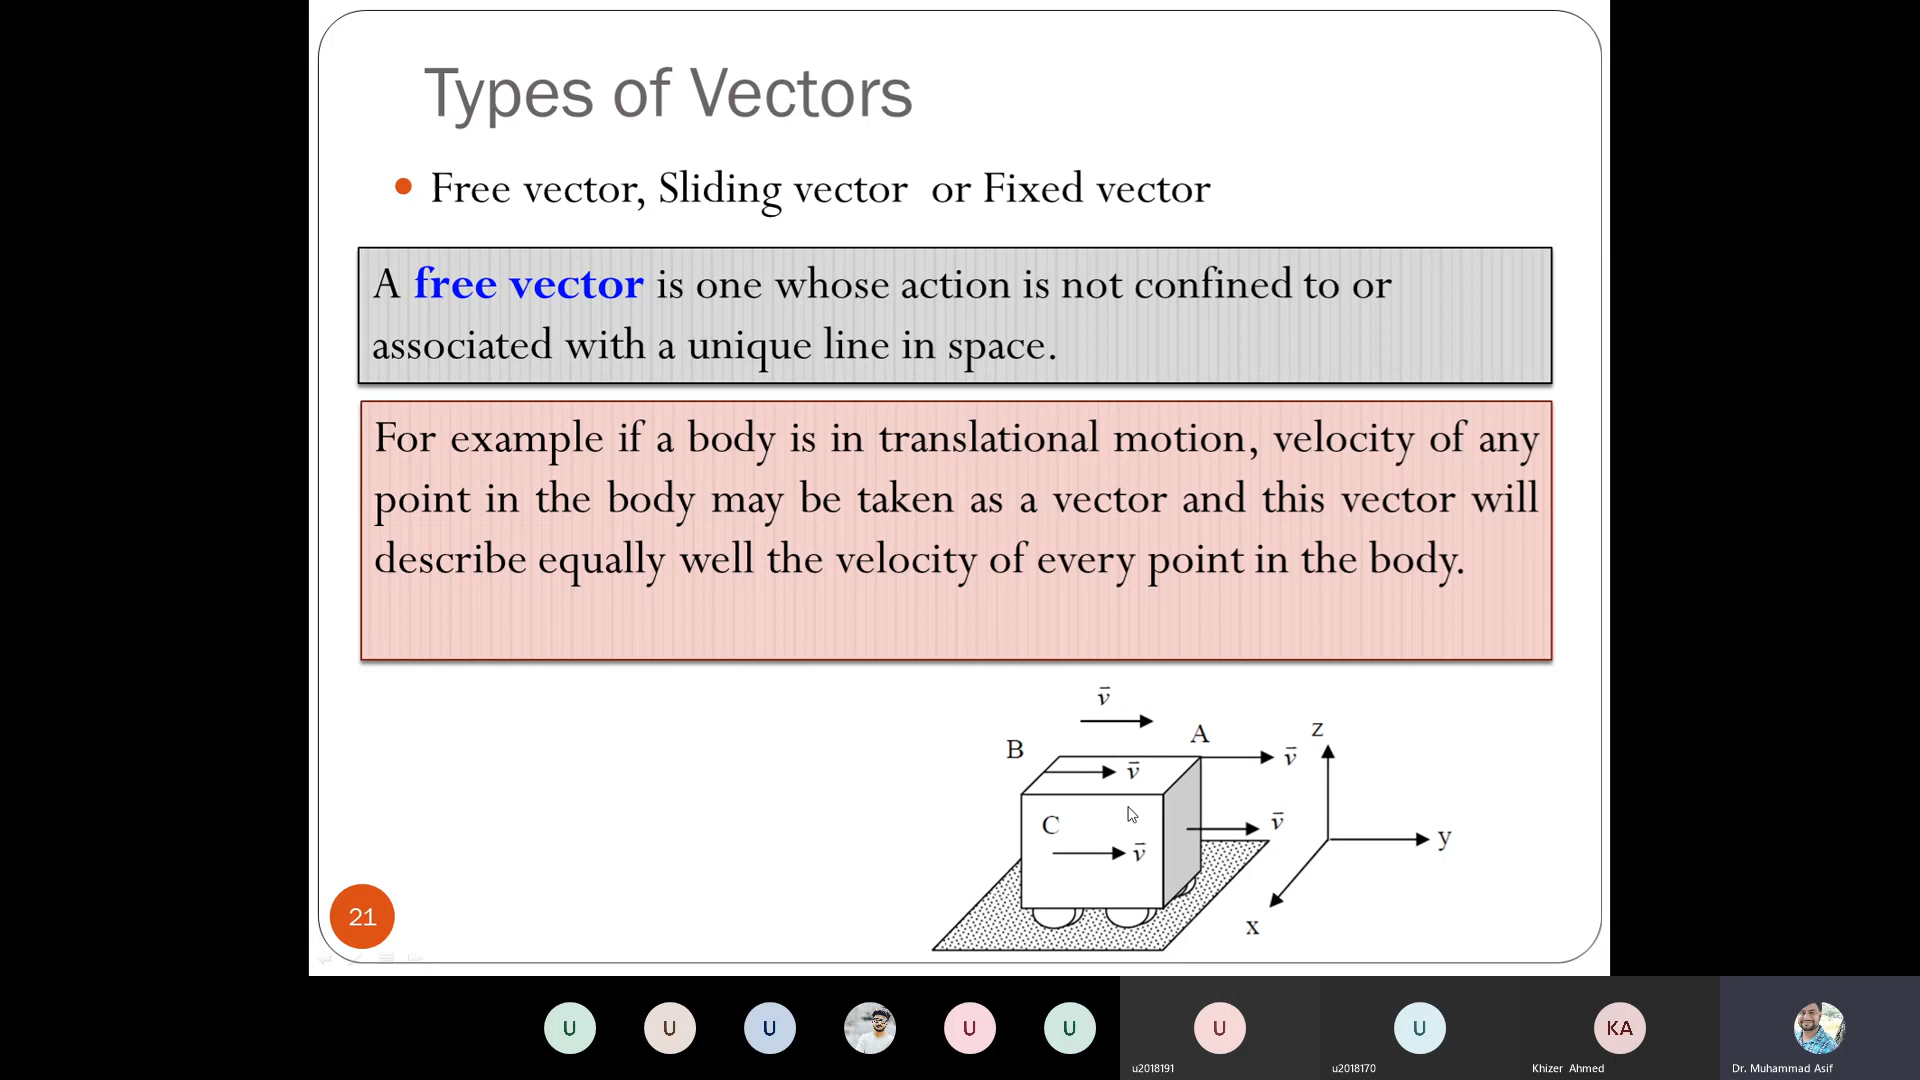 Types of Vectors
• Free vector, Sliding vector or Fixed vector
A free vector is one whose action is not confined to or
associated with a unique line in space.
For example if a body is in translational motion, velocity of any
point in the body may be taken as a vector and this vector will
describe equally well the velocity of every point in the body.
v̄
B
A
z
v̄
v̄
C
v̄
v̄
y
x
21
U
U
U
U
U
U
U
KA
u2018191
u2018170
Khizer Ahmed
Dr. Muhammad Asif